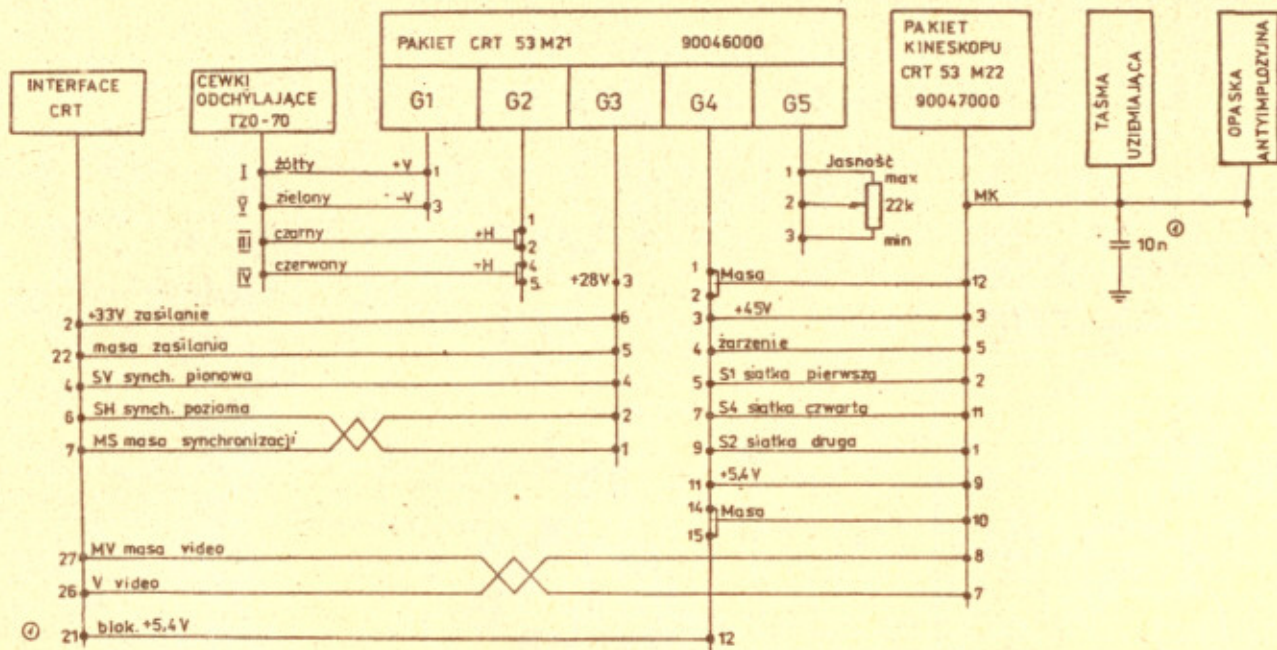 PAKIET CRT 53 M21 90046000
G1 G2 G3 G4 G5
INTERFACE
CRT
CEWKI
ODCHYLAJĄCE
TZO-70
PAKIET
KINESKOPU
CRT 53 M22
90047000
TAŚMA
UZIEMIAJĄCA
OPASKA
ANTYIMPLOZYJNA
I żółty +V 1
V zielony -V 3
III czarny +H 1
2
IV czerwony -H 4
5
1 Jasność
max
2 22k
3 min
MK
10n 1
+28V 3
1 Masa 12
2
3 +45V 3
4 żarzenie 5
5 S1 siatka pierwsza 2
7 S4 siatka czwarta 11
9 S2 siatka druga 1
11 +5,4V 9
14 Masa 10
15
2 +33V zasilanie 6
22 masa zasilania 5
4 SV synch. pionowa 4
6 SH synch. pozioma 2
7 MS masa synchronizacji 1
27 MV masa video 8
26 V video 7
1 21 blok. +5,4V 12